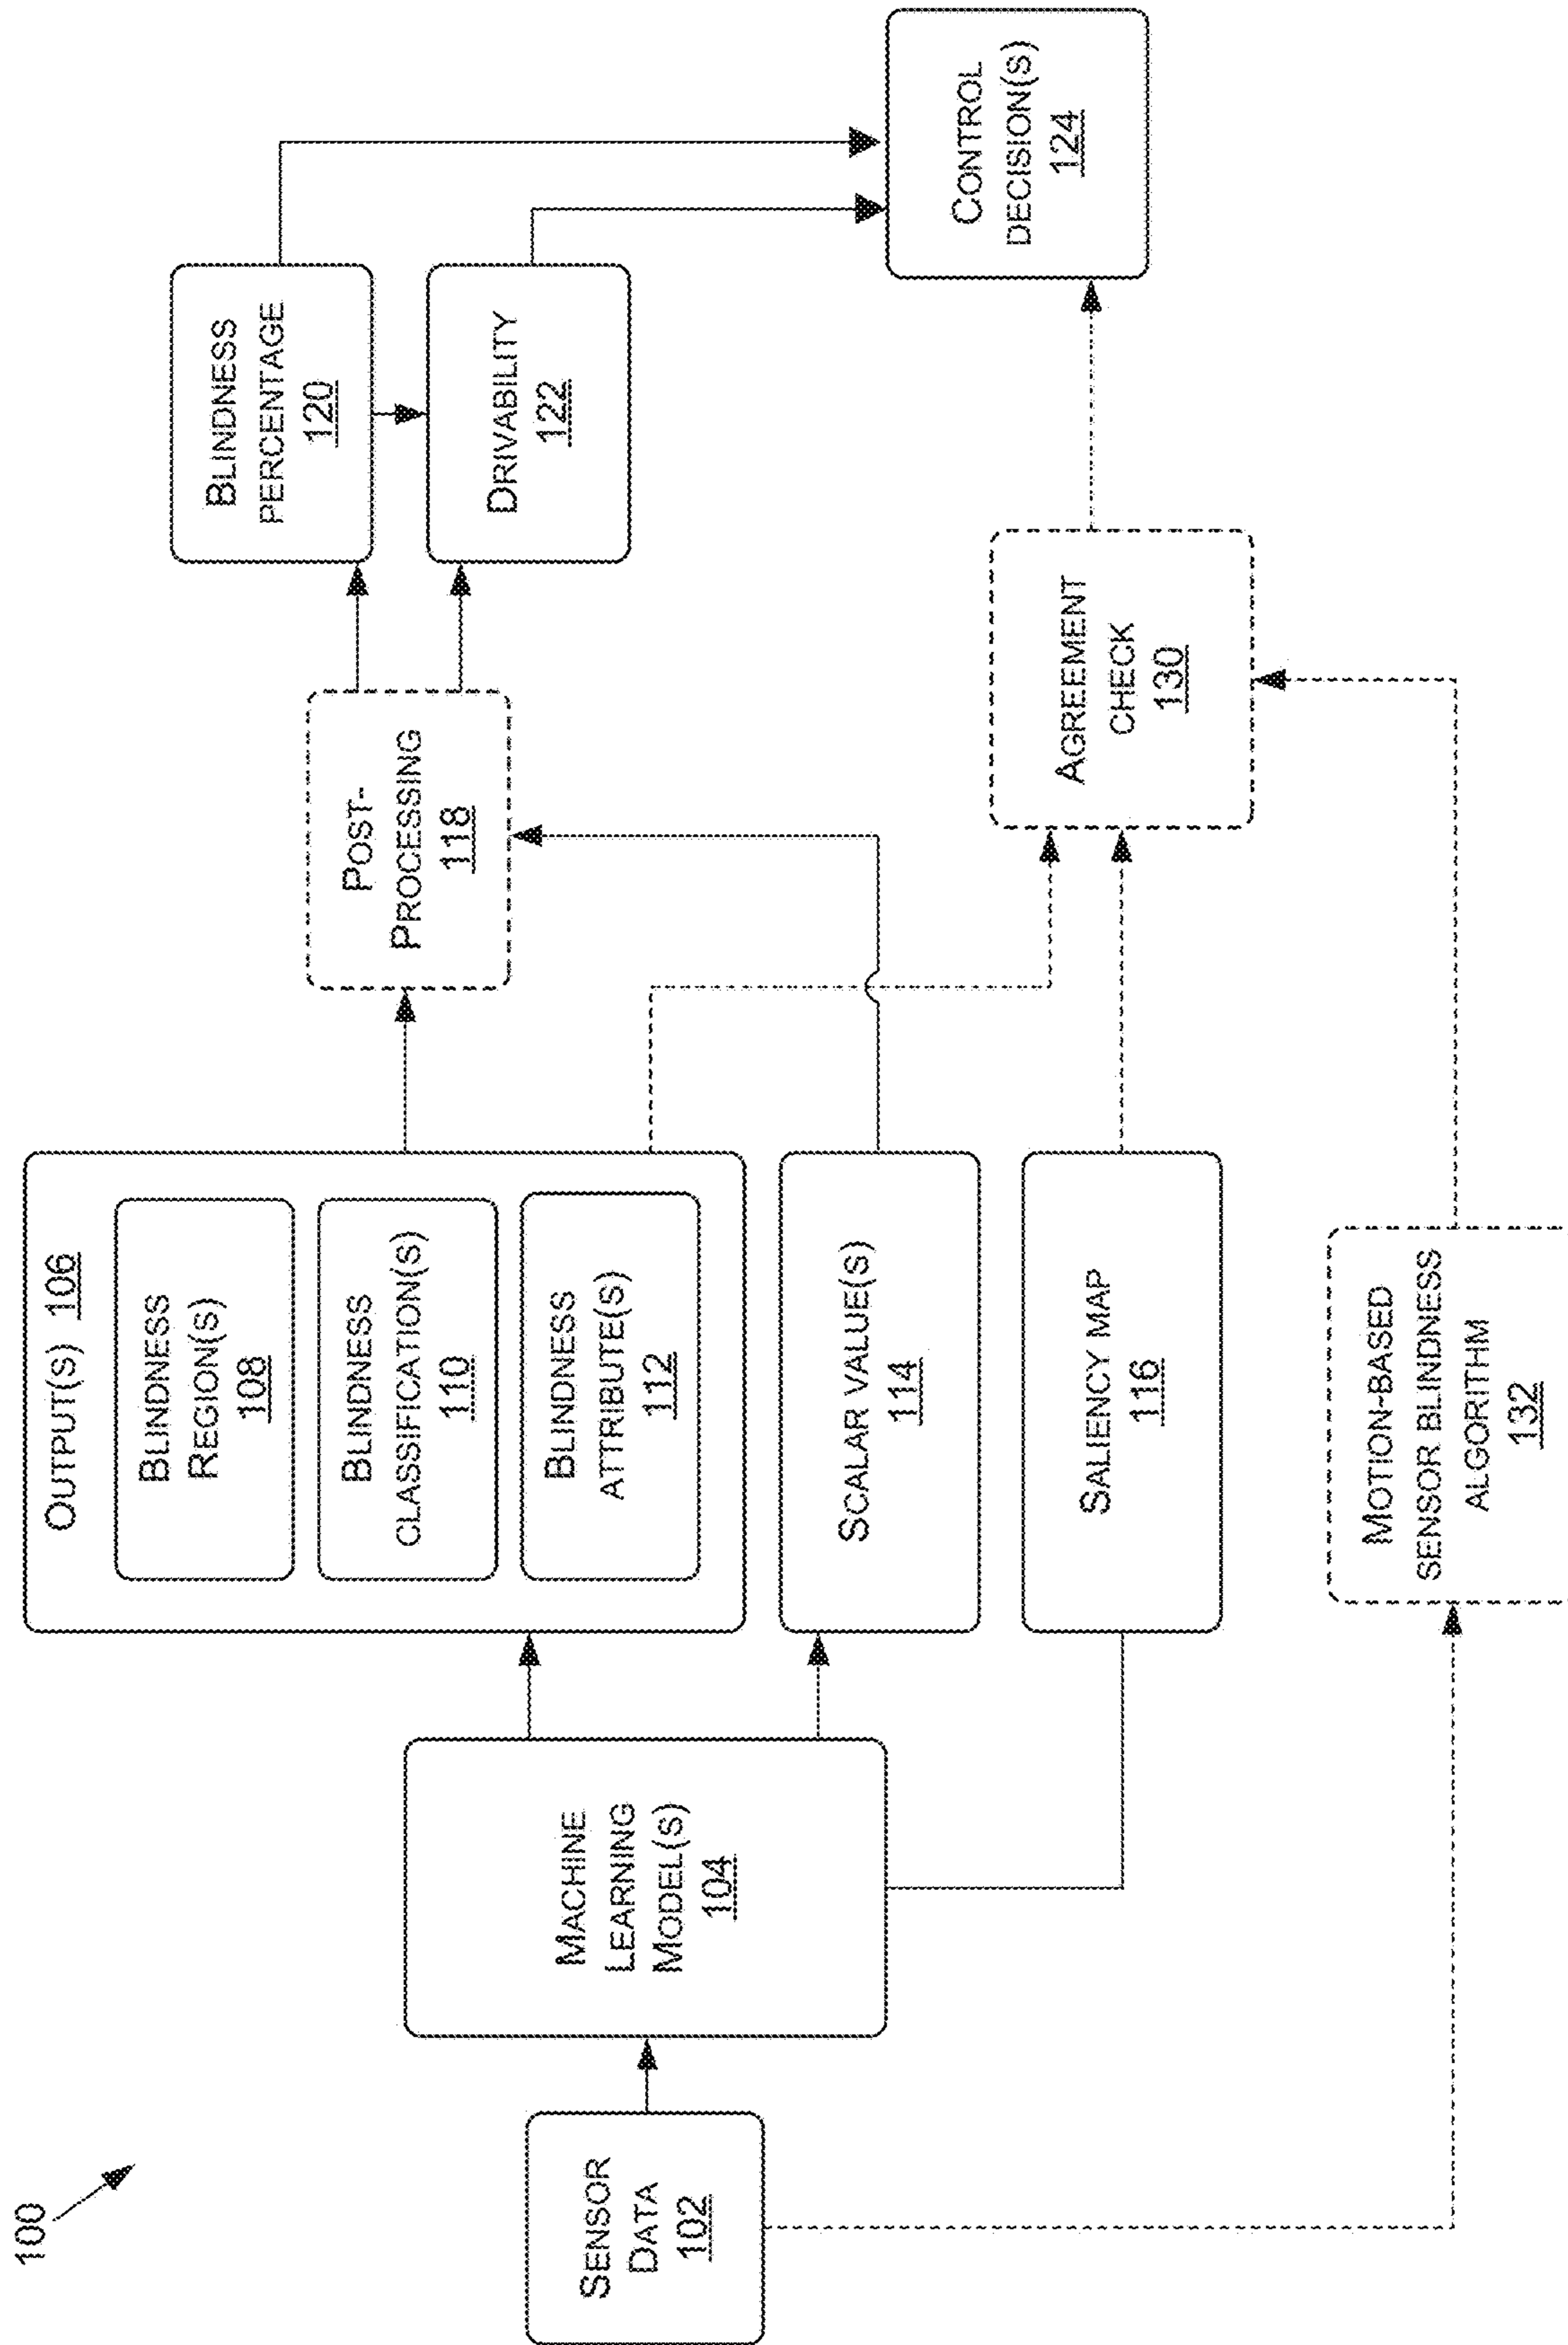 100
SENSOR
DATA
102
MACHINE
LEARNING
MODEL(S)
104
OUTPUT(S) 106
BLINDNESS
REGION(S)
108
BLINDNESS
CLASSIFICATION(S)
110
BLINDNESS
ATTRIBUTE(S)
112
SCALAR VALUE(S)
114
SALIENCY MAP
116
MOTION-BASED
SENSOR BLINDNESS
ALGORITHM
132
POST-
PROCESSING
118
AGREEMENT
CHECK
130
BLINDNESS
PERCENTAGE
120
DRIVABILITY
122
CONTROL
DECISION(S)
124